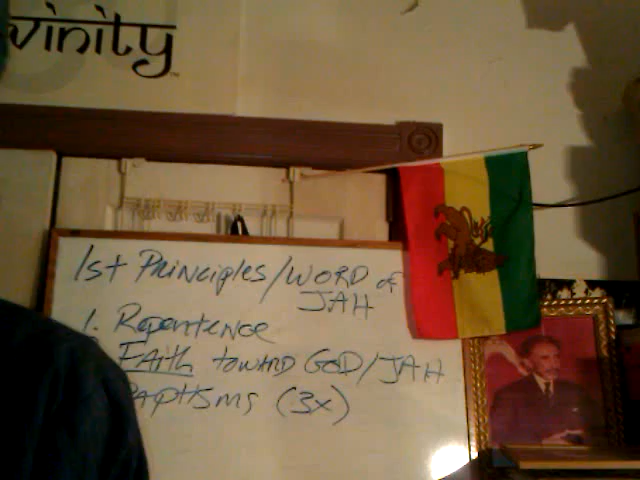 vinity
1st Principles/WORD of
JAH
1. Repentence
FAith toward GOD/JAH
Baptisms (3x)